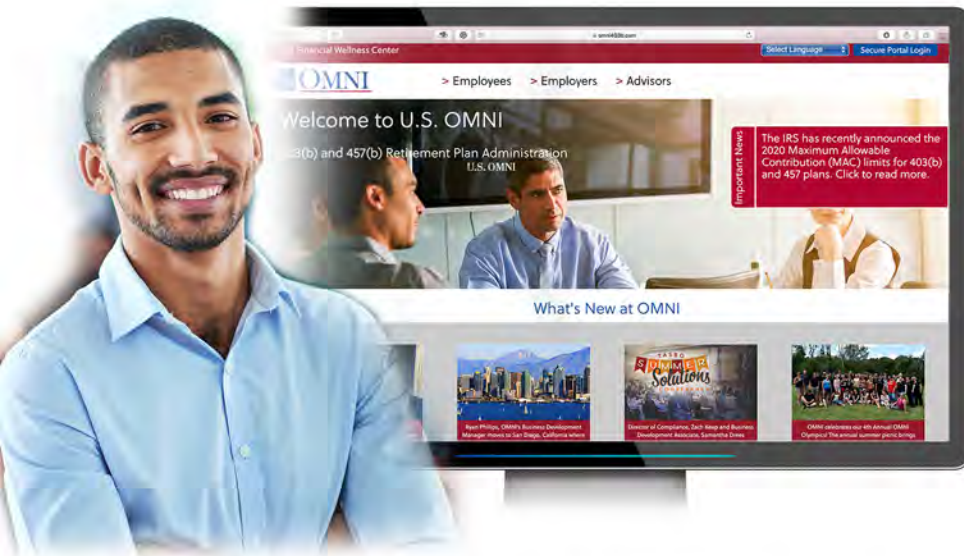 Financial Wellness Center
Select Language
Secure Portal Login
OMNI
> Employees
> Employers
> Advisors
Welcome to U.S. OMNI
403(b) and 457(b) Retirement Plan Administration
U.S. OMNI
Important News
The IRS has recently announced the
2020 Maximum Allowable
Contribution (MAC) limits for 403(b)
and 457 plans. Click to read more.
What's New at OMNI
SUMMER
Solutions
Ryan Phillips, OMNI's Business Development
Manager moves to San Diego, California where
Director of Compliance, Zach Keep and Business
Development Associate, Samantha Drees
OMNI celebrates our 4th Annual OMNI
Olympics! The annual summer picnic brings